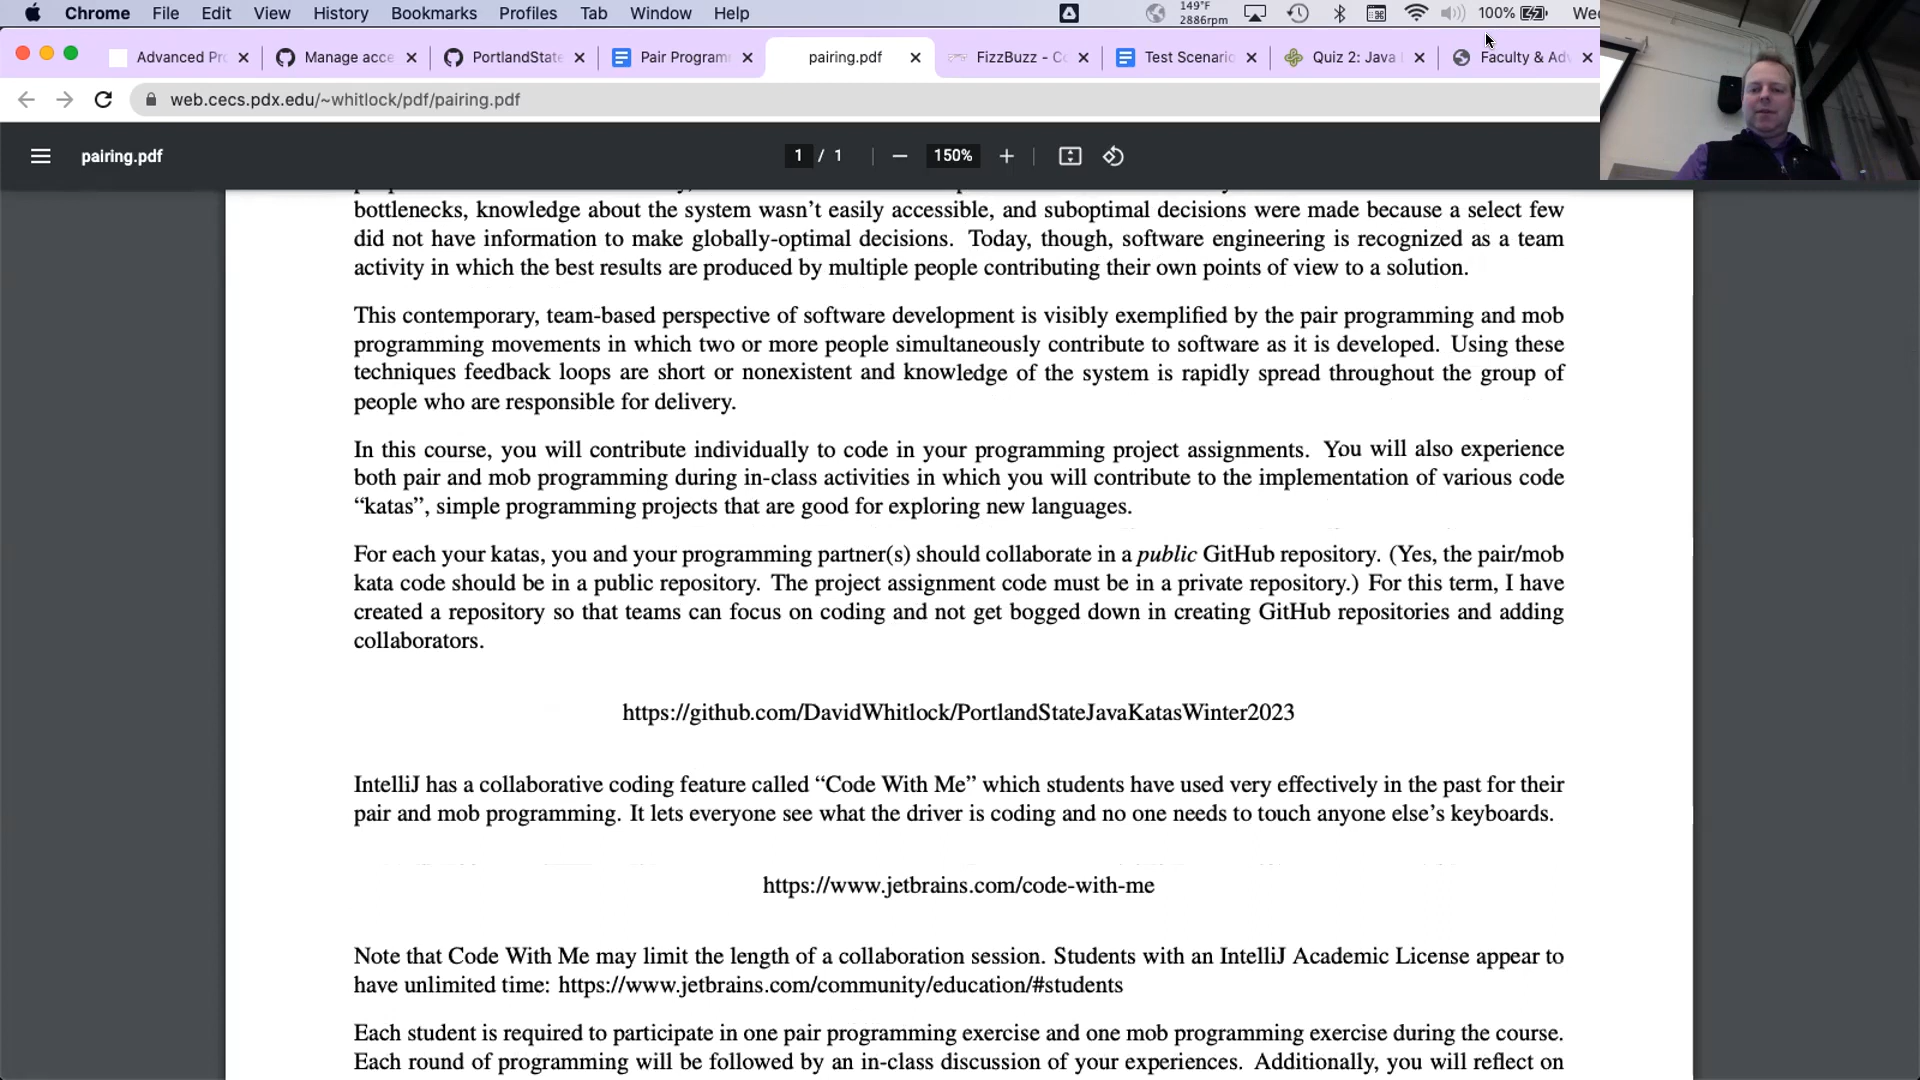 Chrome File Edit View History Bookmarks Profiles Tab Window Help 149°F 2886rpm 100% Wed
Advanced Pro Manage acce PortlandState Pair Programm pairing.pdf FizzBuzz - Co Test Scenario Quiz 2: Java L Faculty & Adv
web.cecs.pdx.edu/~whitlock/pdf/pairing.pdf
pairing.pdf 1 / 1 150%
bottlenecks, knowledge about the system wasn’t easily accessible, and suboptimal decisions were made because a select few
did not have information to make globally-optimal decisions. Today, though, software engineering is recognized as a team
activity in which the best results are produced by multiple people contributing their own points of view to a solution.
This contemporary, team-based perspective of software development is visibly exemplified by the pair programming and mob
programming movements in which two or more people simultaneously contribute to software as it is developed. Using these
techniques feedback loops are short or nonexistent and knowledge of the system is rapidly spread throughout the group of
people who are responsible for delivery.
In this course, you will contribute individually to code in your programming project assignments. You will also experience
both pair and mob programming during in-class activities in which you will contribute to the implementation of various code
“katas”, simple programming projects that are good for exploring new languages.
For each your katas, you and your programming partner(s) should collaborate in a public GitHub repository. (Yes, the pair/mob
kata code should be in a public repository. The project assignment code must be in a private repository.) For this term, I have
created a repository so that teams can focus on coding and not get bogged down in creating GitHub repositories and adding
collaborators.
https://github.com/DavidWhitlock/PortlandStateJavaKatasWinter2023
IntelliJ has a collaborative coding feature called “Code With Me” which students have used very effectively in the past for their
pair and mob programming. It lets everyone see what the driver is coding and no one needs to touch anyone else’s keyboards.
https://www.jetbrains.com/code-with-me
Note that Code With Me may limit the length of a collaboration session. Students with an IntelliJ Academic License appear to
have unlimited time: https://www.jetbrains.com/community/education/#students
Each student is required to participate in one pair programming exercise and one mob programming exercise during the course.
Each round of programming will be followed by an in-class discussion of your experiences. Additionally, you will reflect on